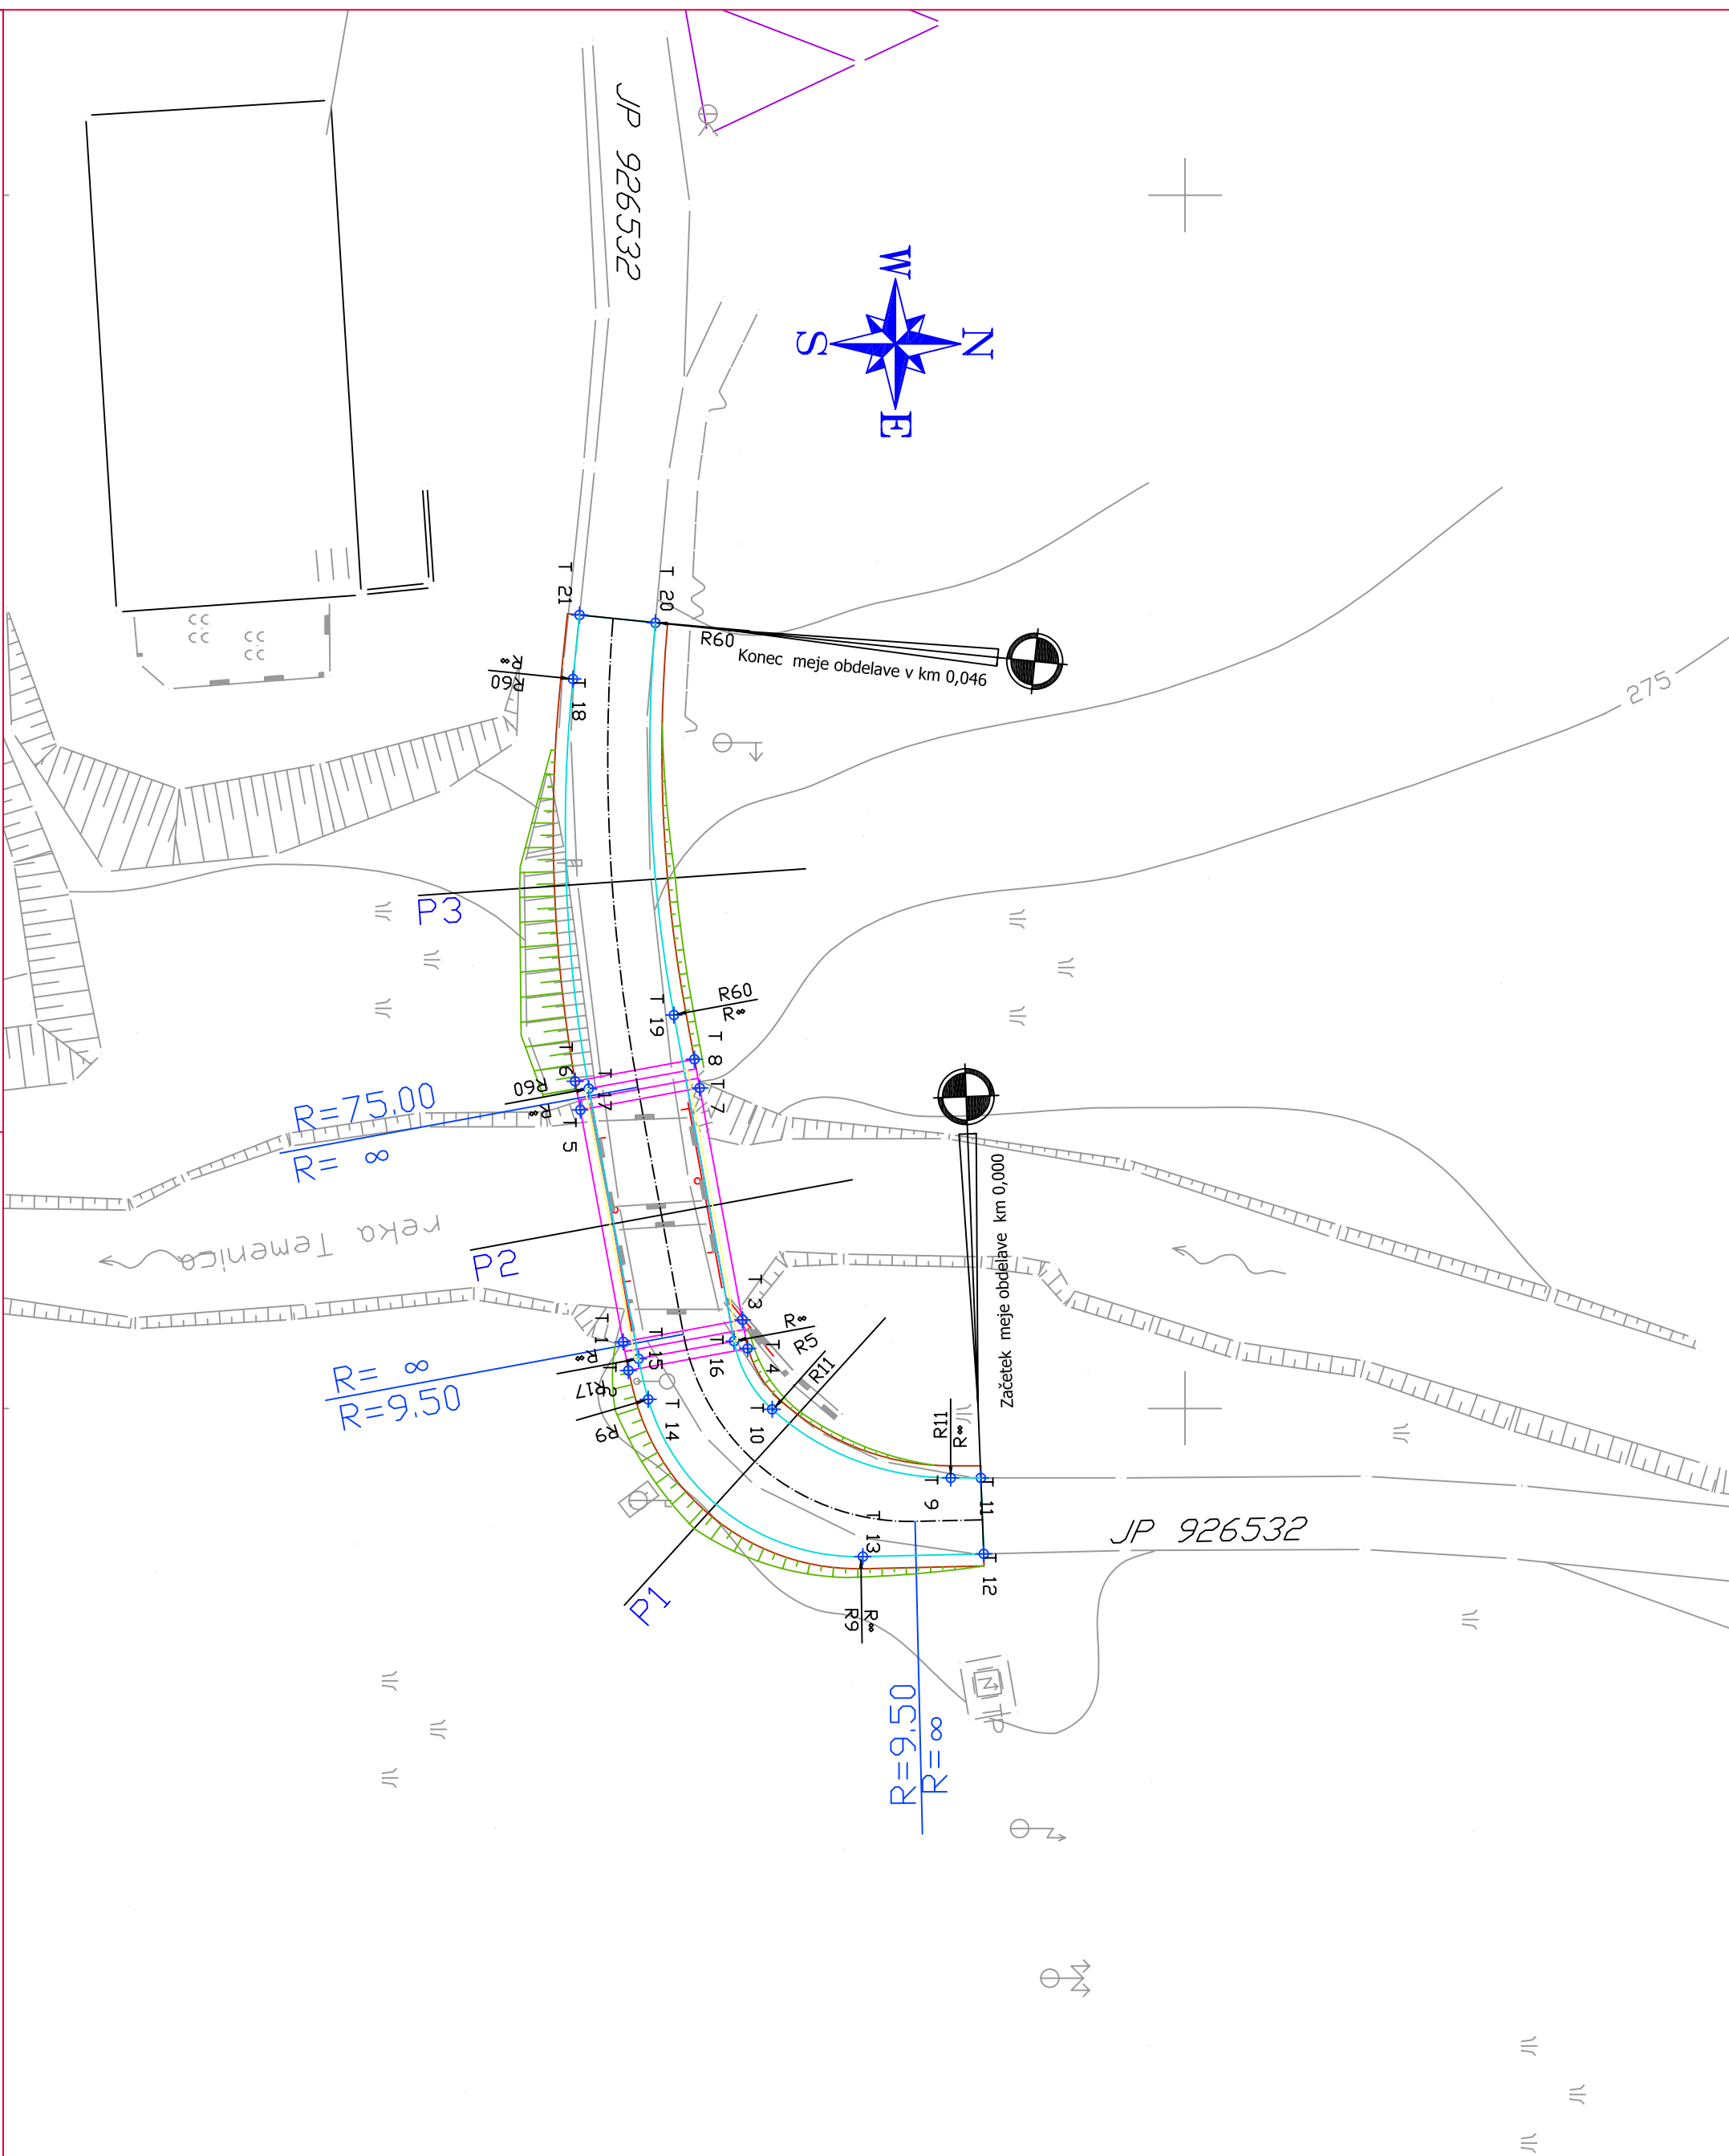 JP 926532
W
N
S
E
T 21
T 20
R60
Konec meje obdelave v km 0,046
R∞
R60
T 18
275
P3
R60
R∞
T 19
T 8
T 7
T 6
T 17
R60
R∞
T 5
R=75.00
R= ∞
Začetek meje obdelave km 0,000
reka Temenica
P2
T 3
R∞
R5
R11
T 1
T 15
T 16
T 4
R∞
R17
T 2
R= ∞
R=9.50
R9
T 14
T 10
R11
R∞
T 9
T 11
JP 926532
T 13
T 12
P1
R∞
R9
R=9.50
R=∞
TP